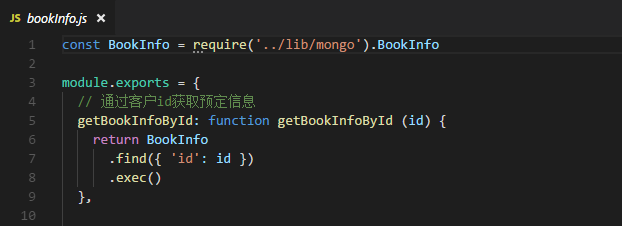 JS bookInfo.js ×
1 const BookInfo = require('../lib/mongo').BookInfo
2
3 module.exports = {
4 // 通过客户id获取预定信息
5 getBookInfoById: function getBookInfoById (id) {
6 return BookInfo
7 .find({ 'id': id })
8 .exec()
9 },
10